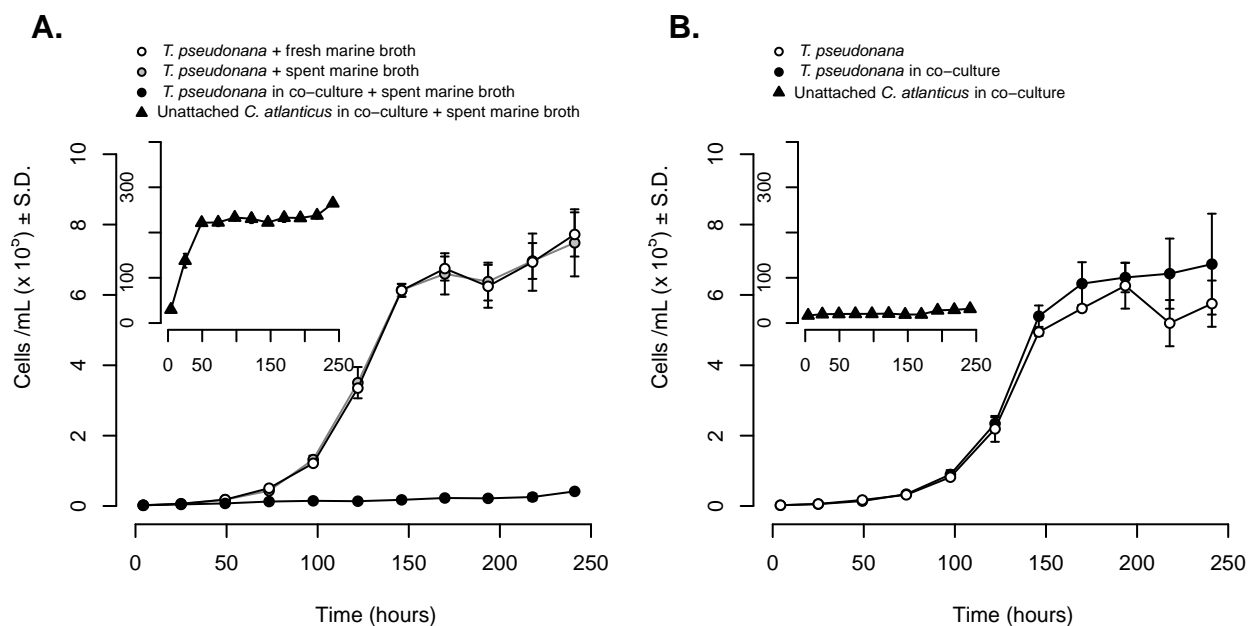 A.
T. pseudonana + fresh marine broth
T. pseudonana + spent marine broth
T. pseudonana in co−culture + spent marine broth
Unattached C. atlanticus in co−culture + spent marine broth
Cells /mL (x 10⁵) ± S.D.
10
8
6
4
2
0
300
100
0
0
50
150
250
0
50
100
150
200
250
Time (hours)
B.
T. pseudonana
T. pseudonana in co−culture
Unattached C. atlanticus in co−culture
Cells /mL (x 10⁵) ± S.D.
10
8
6
4
2
0
300
100
0
0
50
150
250
0
50
100
150
200
250
Time (hours)